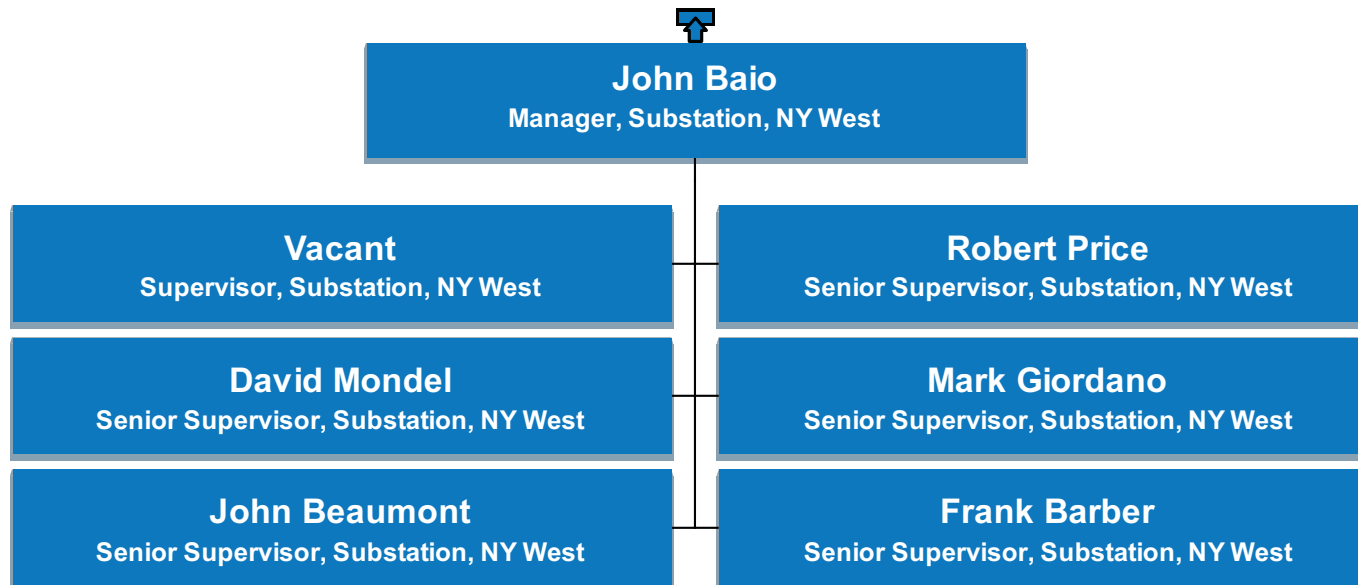 John Baio
Manager, Substation, NY West
Vacant
Supervisor, Substation, NY West
Robert Price
Senior Supervisor, Substation, NY West
David Mondel
Senior Supervisor, Substation, NY West
Mark Giordano
Senior Supervisor, Substation, NY West
John Beaumont
Senior Supervisor, Substation, NY West
Frank Barber
Senior Supervisor, Substation, NY West